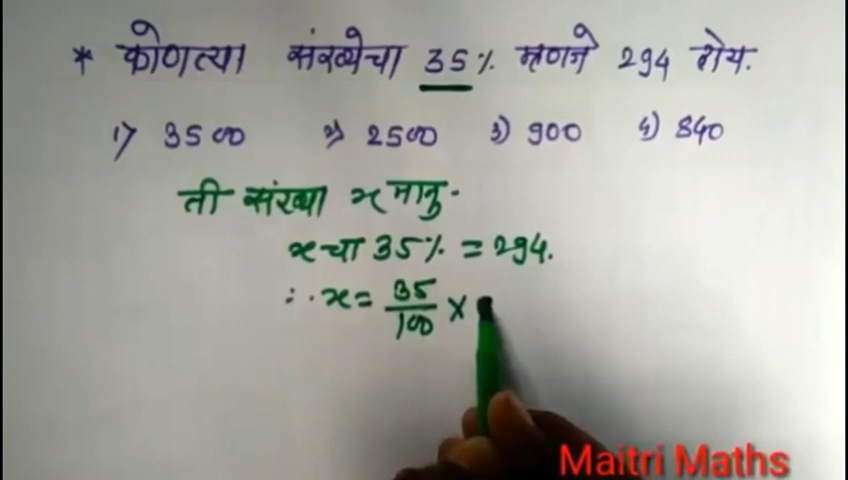 * कोणत्या संख्येचा 35% म्हणजे 294 होय.
1) 3500 2) 2500 3) 900 4) 840
ती संख्या x मानु.
x चा 35% = 294.
∴ x = 35/100 ×
Maitri Maths